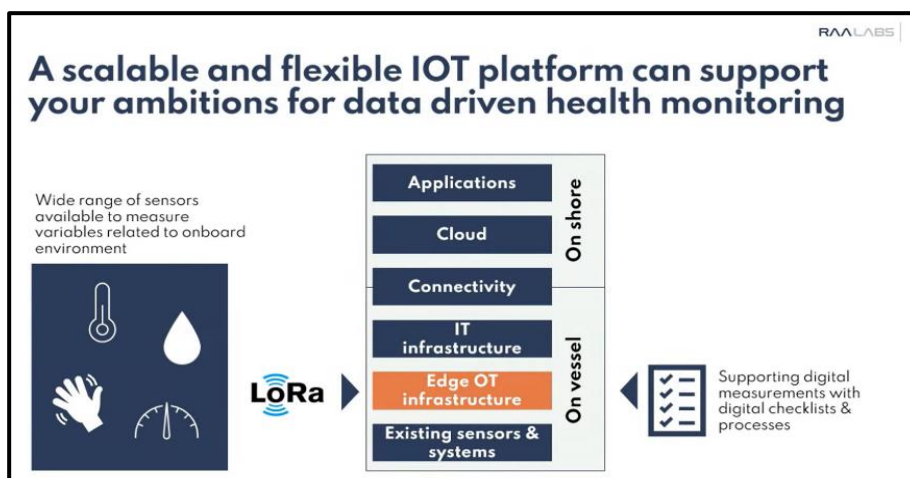 RAALABS
A scalable and flexible IOT platform can support
your ambitions for data driven health monitoring
Wide range of sensors
available to measure
variables related to onboard
environment
LoRa
Applications
Cloud
Connectivity
IT
infrastructure
Edge OT
infrastructure
Existing sensors &
systems
On shore
On vessel
Supporting digital
measurements with
digital checklists &
processes